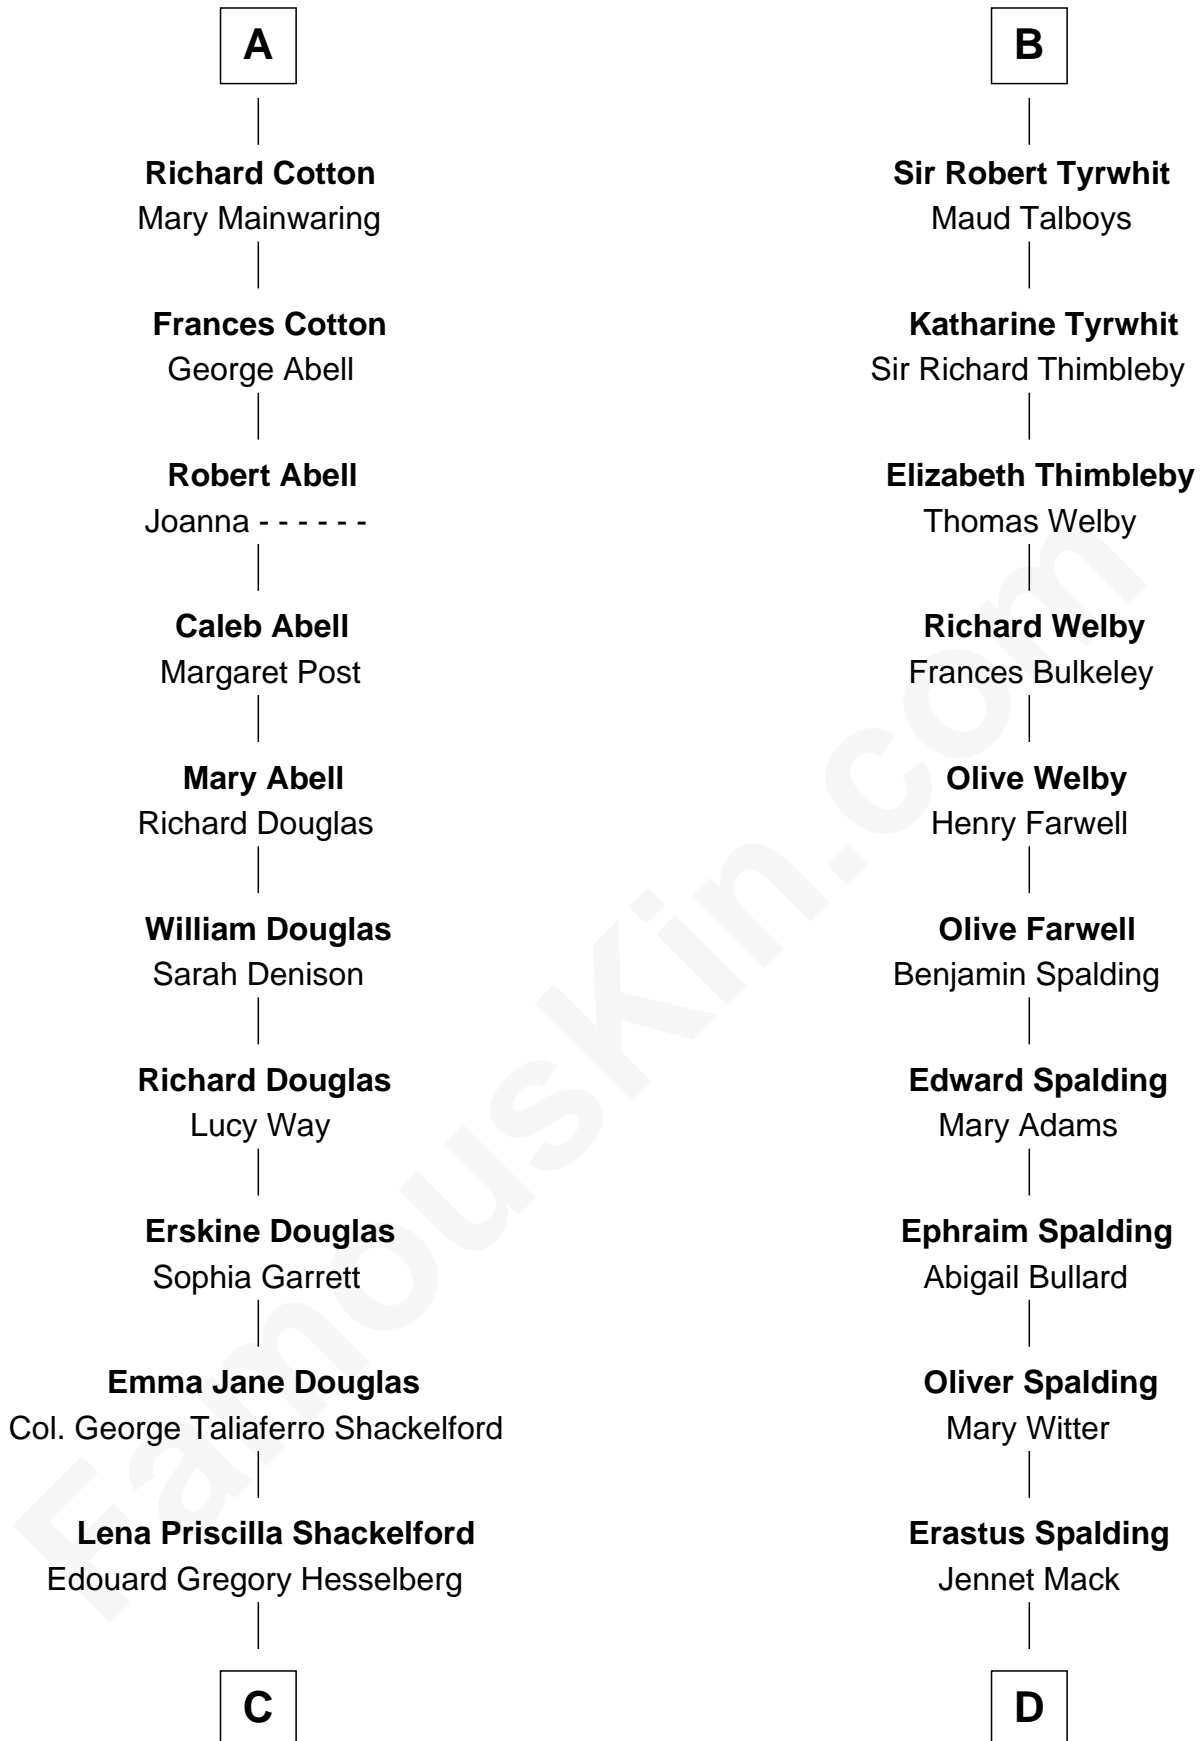 A
Richard Cotton
Mary Mainwaring
Frances Cotton
George Abell
Robert Abell
Joanna - - - - - -
Caleb Abell
Margaret Post
Mary Abell
Richard Douglas
William Douglas
Sarah Denison
Richard Douglas
Lucy Way
Erskine Douglas
Sophia Garrett
Emma Jane Douglas
Col. George Taliaferro Shackelford
Lena Priscilla Shackelford
Edouard Gregory Hesselberg
C
B
Sir Robert Tyrwhit
Maud Talboys
Katharine Tyrwhit
Sir Richard Thimbleby
Elizabeth Thimbleby
Thomas Welby
Richard Welby
Frances Bulkeley
Olive Welby
Henry Farwell
Olive Farwell
Benjamin Spalding
Edward Spalding
Mary Adams
Ephraim Spalding
Abigail Bullard
Oliver Spalding
Mary Witter
Erastus Spalding
Jennet Mack
D
FamousKin.com